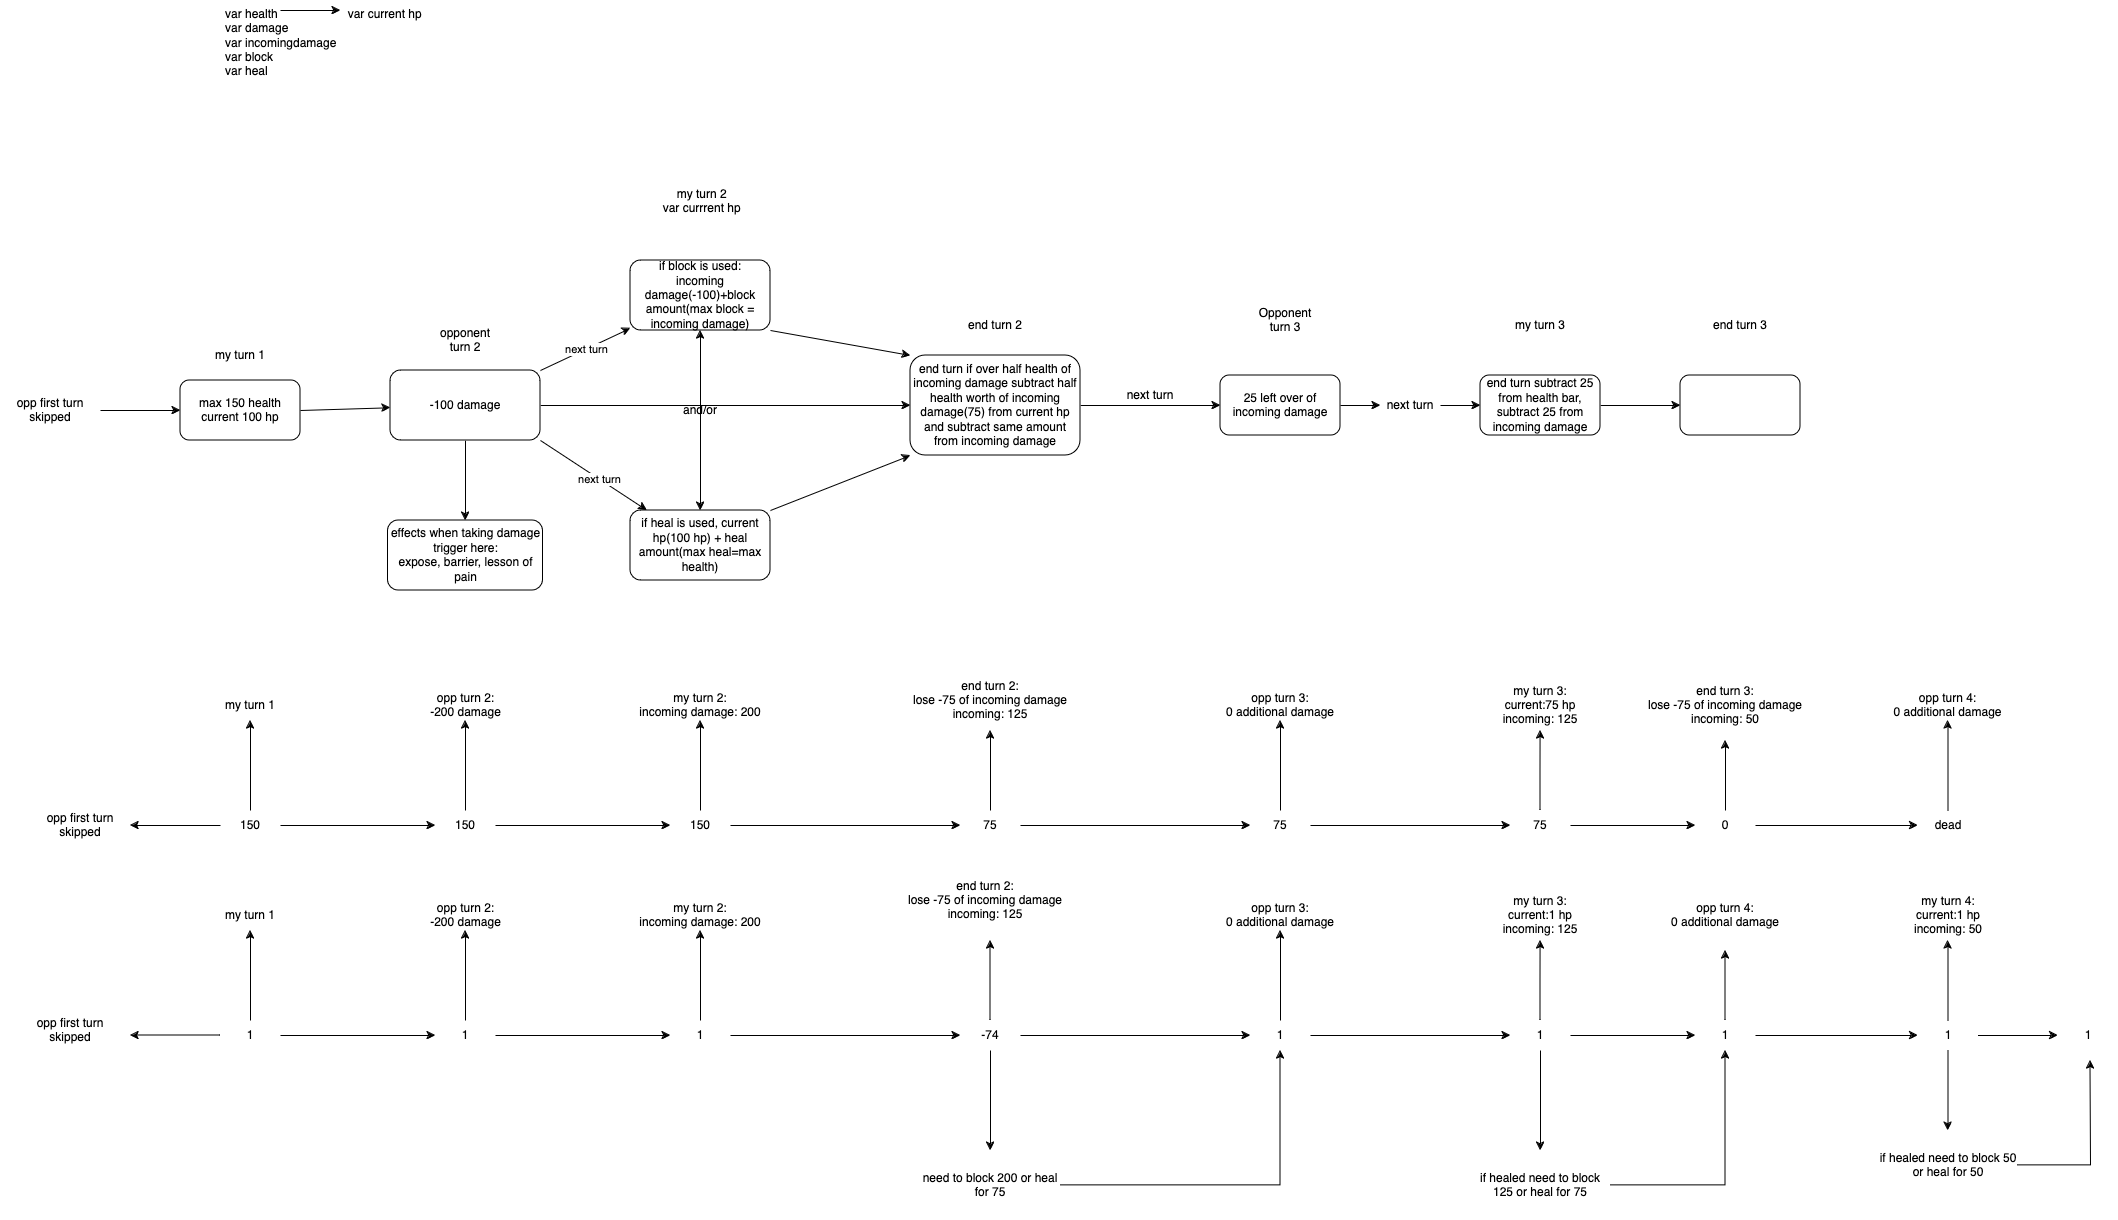 var health
var current hp
var damage
var incomingdamage
var block
var heal
my turn 2
var currrent hp
if block is used:
incoming
damage(-100)+block
amount(max block =
incoming damage)
opp first turn
skipped
my turn 1
max 150 health
current 100 hp
opponent
turn 2
-100 damage
next turn
next turn
and/or
effects when taking damage
trigger here:
expose, barrier, lesson of
pain
if heal is used, current
hp(100 hp) + heal
amount(max heal=max
health)
end turn 2
end turn if over half health of
incoming damage subtract half
health worth of incoming
damage(75) from current hp
and subtract same amount
from incoming damage
next turn
Opponent
turn 3
25 left over of
incoming damage
next turn
my turn 3
end turn subtract 25
from health bar,
subtract 25 from
incoming damage
end turn 3
my turn 1
opp turn 2:
-200 damage
my turn 2:
incoming damage: 200
end turn 2:
lose -75 of incoming damage
incoming: 125
opp turn 3:
0 additional damage
my turn 3:
current:75 hp
incoming: 125
end turn 3:
lose -75 of incoming damage
incoming: 50
opp turn 4:
0 additional damage
opp first turn
skipped
150
150
150
75
75
75
0
dead
my turn 1
opp turn 2:
-200 damage
my turn 2:
incoming damage: 200
end turn 2:
lose -75 of incoming damage
incoming: 125
opp turn 3:
0 additional damage
my turn 3:
current:1 hp
incoming: 125
opp turn 4:
0 additional damage
my turn 4:
current:1 hp
incoming: 50
opp first turn
skipped
1
1
1
-74
1
1
1
1
1
need to block 200 or heal
for 75
if healed need to block
125 or heal for 75
if healed need to block 50
or heal for 50